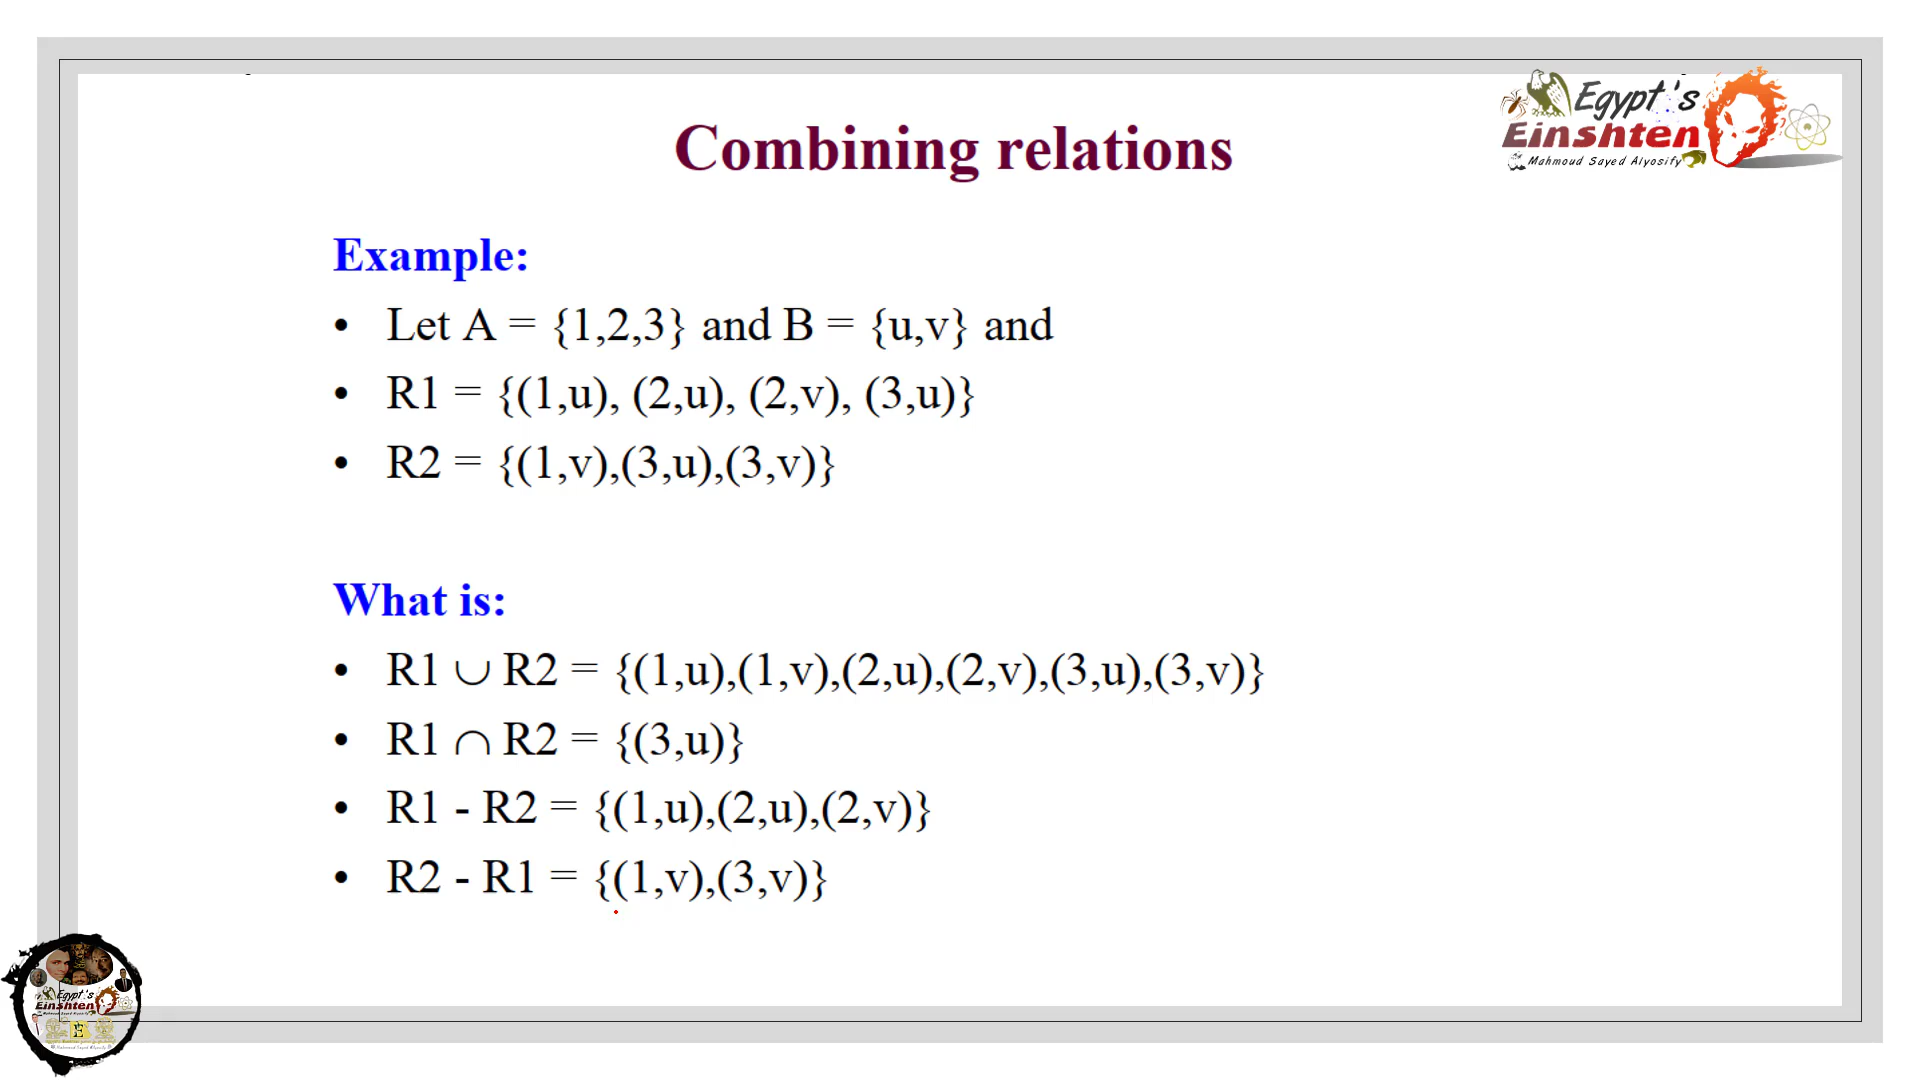 Egypt's
Einshten
Mahmoud Sayed Alyosify
Combining relations
Example:
• Let A = {1,2,3} and B = {u,v} and
• R1 = {(1,u), (2,u), (2,v), (3,u)}
• R2 = {(1,v),(3,u),(3,v)}
What is:
• R1 ∪ R2 = {(1,u),(1,v),(2,u),(2,v),(3,u),(3,v)}
• R1 ∩ R2 = {(3,u)}
• R1 - R2 = {(1,u),(2,u),(2,v)}
• R2 - R1 = {(1,v),(3,v)}
Egypt's
Einshten
E